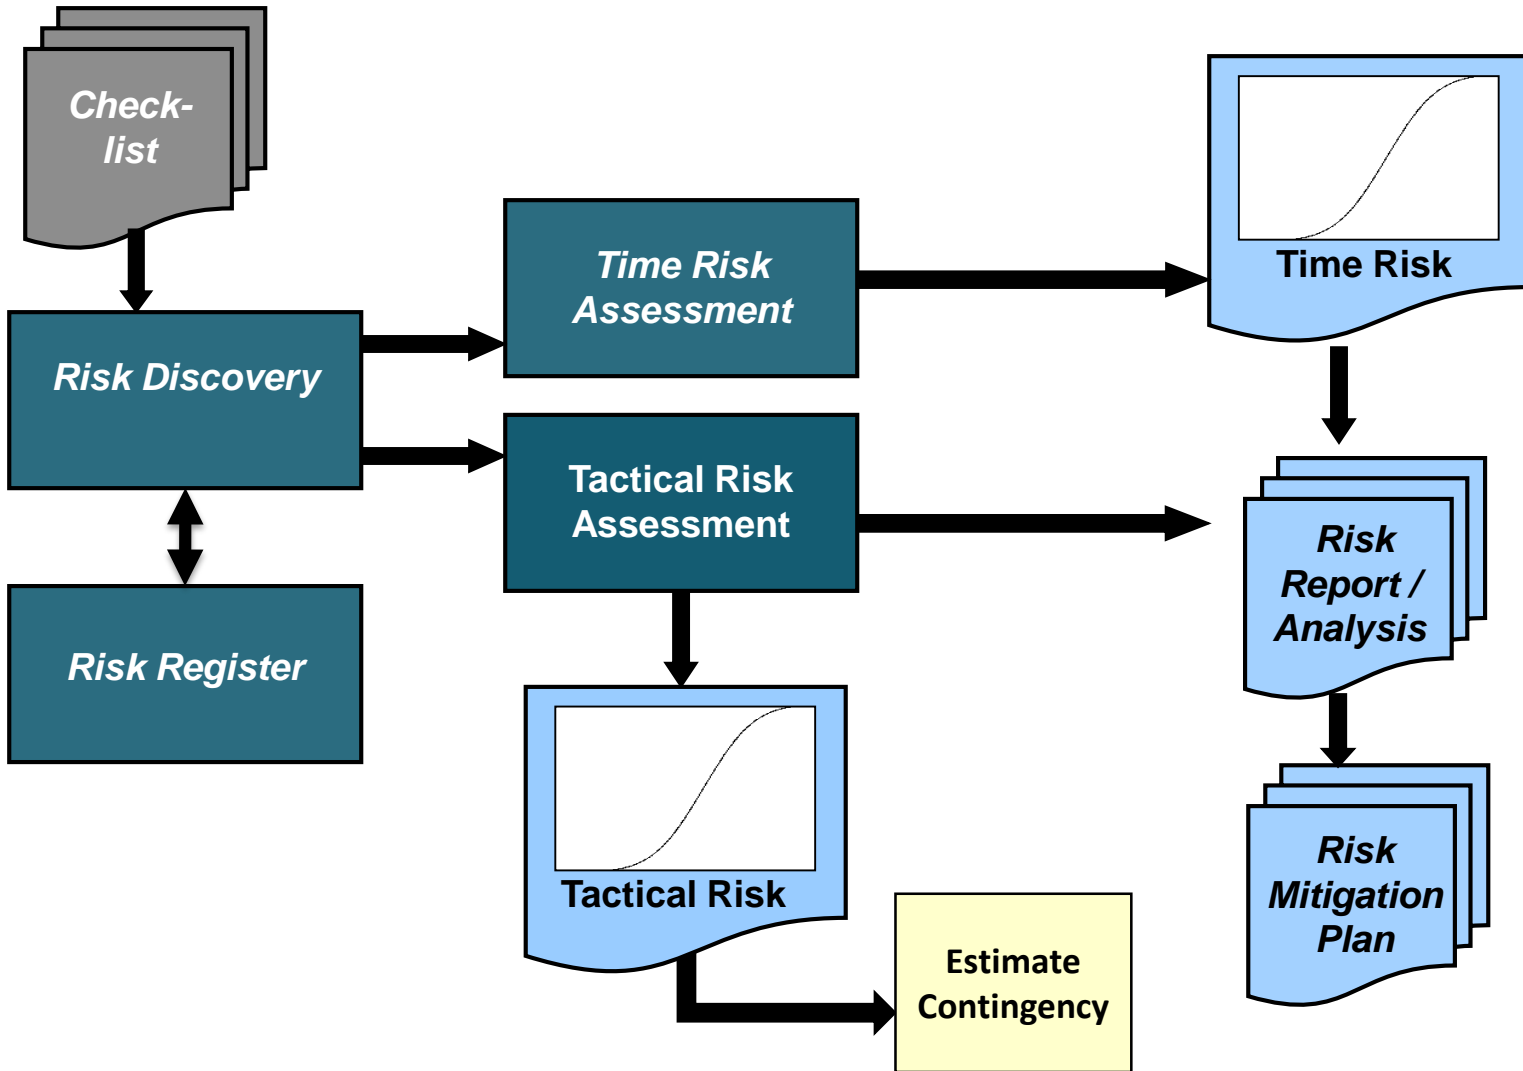 Check-
list
Time Risk
Assessment
Time Risk
Risk Discovery
Tactical Risk
Assessment
Risk
Report /
Analysis
Risk Register
Tactical Risk
Estimate
Contingency
Risk
Mitigation
Plan